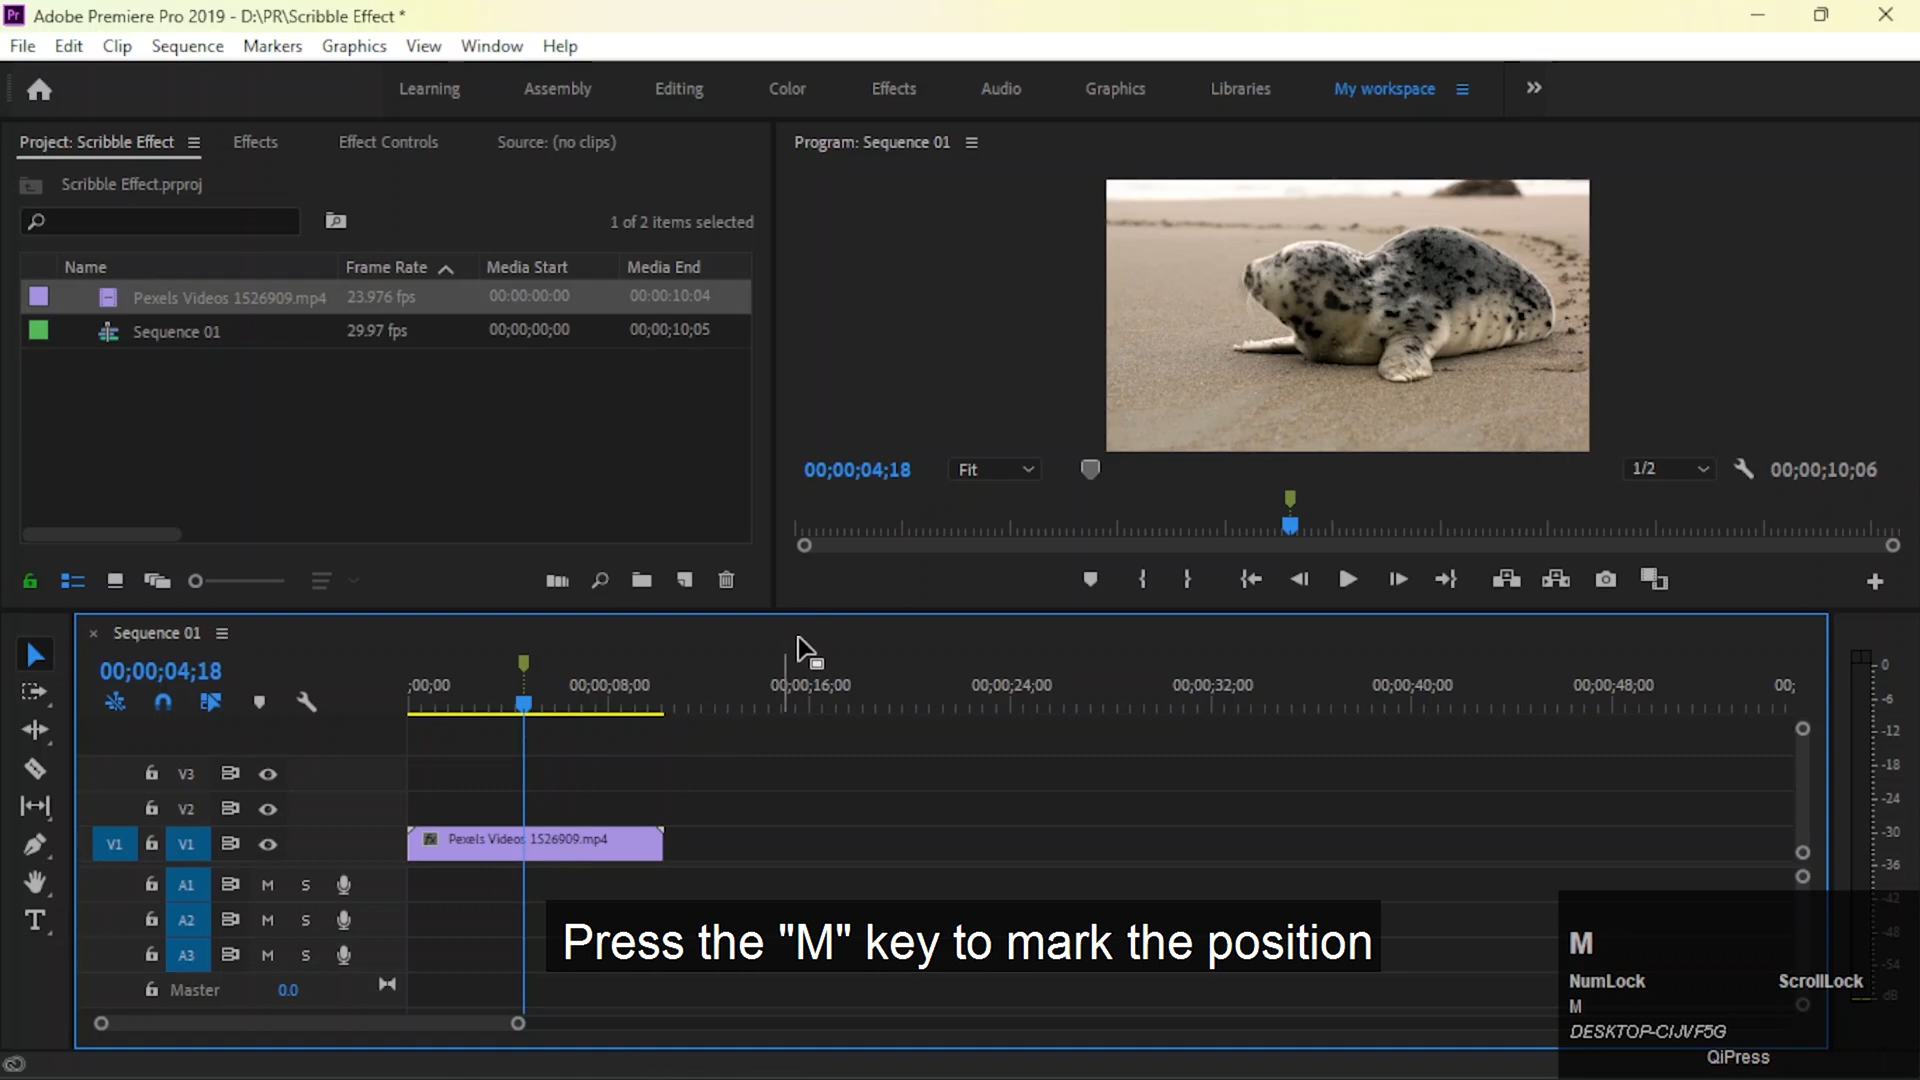 Adobe Premiere Pro 2019 - D:\PR\Scribble Effect *
File Edit Clip Sequence Markers Graphics View Window Help
Learning Assembly Editing Color Effects Audio Graphics Libraries My workspace
Project: Scribble Effect Effects Effect Controls Source: (no clips)
Program: Sequence 01
Scribble Effect.prproj
1 of 2 items selected
Name Frame Rate Media Start Media End
Pexels Videos 1526909.mp4 23.976 fps 00:00:00:00 00:00:10:04
Sequence 01 29.97 fps 00;00;00;00 00;00;10;05
00;00;04;18 Fit 1/2 00;00;10;06
Sequence 01
00;00;04;18
;00;00 00;00;08;00 00;00;16;00 00;00;24;00 00;00;32;00 00;00;40;00 00;00;48;00 00;
V3
V2
V1 V1 Pexels Videos 1526909.mp4
A1 M S
A2 M S
A3 M S
Master 0.0
0
-6
-12
-18
-24
-30
-36
-42
-48
-54
dB
Press the "M" key to mark the position
M
NumLock ScrollLock
M
DESKTOP-CIJVF5G
QiPress